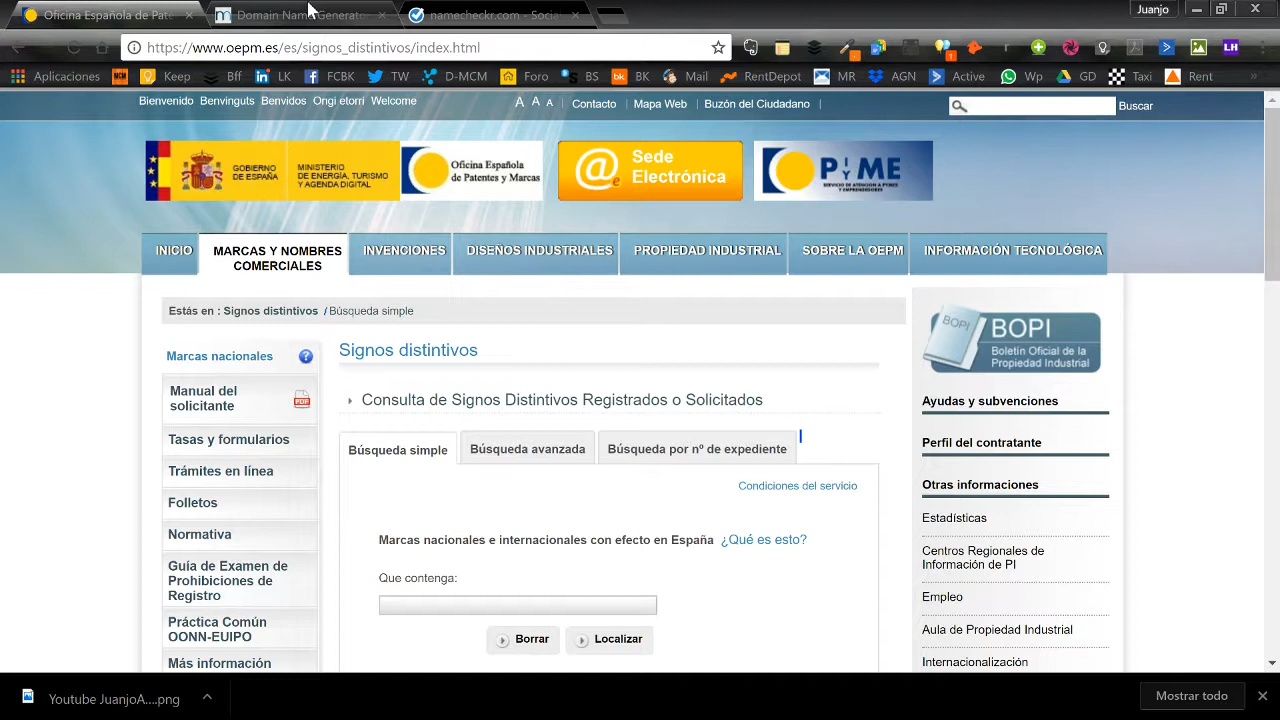 Oficina Española de Pate
Domain Name Generato
namecheckr.com - Socia
Juanjo
https://www.oepm.es/es/signos_distintivos/index.html
Aplicaciones
Keep
Bff
LK
FCBK
TW
D-MCM
Foro
BS
BK
Mail
RentDepot
MR
AGN
Active
Wp
GD
Taxi
Rent
»
Bienvenido Benvinguts Benvidos Ongi etorri Welcome
A A A
Contacto
Mapa Web
Buzón del Ciudadano
Buscar
GOBIERNO
DE ESPAÑA
MINISTERIO
DE ENERGÍA, TURISMO
Y AGENDA DIGITAL
Oficina Española
de Patentes y Marcas
@
Sede
Electrónica
PYME
SERVICIO DE ATENCIÓN A PYMES
Y EMPRENDEDORES
INICIO
MARCAS Y NOMBRES
COMERCIALES
INVENCIONES
DISEÑOS INDUSTRIALES
PROPIEDAD INDUSTRIAL
SOBRE LA OEPM
INFORMACIÓN TECNOLÓGICA
Estás en : Signos distintivos / Búsqueda simple
Marcas nacionales
?
Manual del
solicitante
PDF
Tasas y formularios
Trámites en línea
Folletos
Normativa
Guía de Examen de
Prohibiciones de
Registro
Práctica Común
OONN-EUIPO
Más información
Signos distintivos
Consulta de Signos Distintivos Registrados o Solicitados
Búsqueda simple
Búsqueda avanzada
Búsqueda por nº de expediente
Condiciones del servicio
Marcas nacionales e internacionales con efecto en España ¿Qué es esto?
Que contenga:
Borrar
Localizar
BOPI
BOPI
Boletín Oficial de la
Propiedad Industrial
Ayudas y subvenciones
Perfil del contratante
Otras informaciones
Estadísticas
Centros Regionales de
Información de PI
Empleo
Aula de Propiedad Industrial
Internacionalización
Youtube JuanjoA....png
Mostrar todo